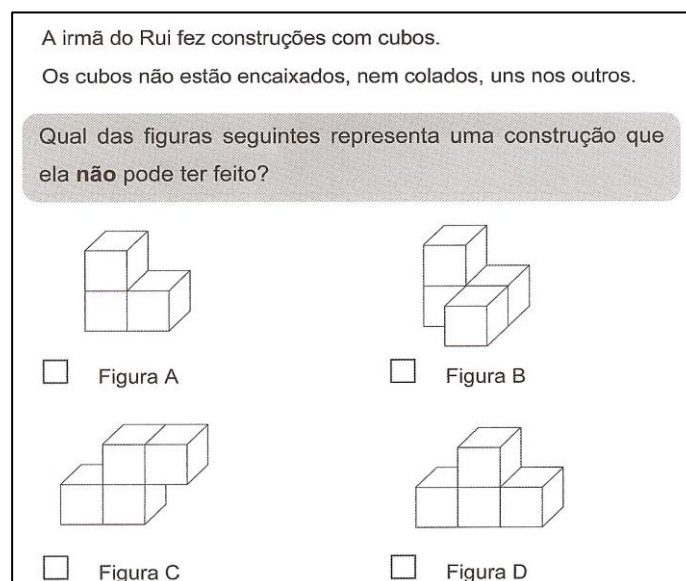 A irmã do Rui fez construções com cubos.
Os cubos não estão encaixados, nem colados, uns nos outros.
Qual das figuras seguintes representa uma construção que
ela não pode ter feito?
Figura A
Figura B
Figura C
Figura D